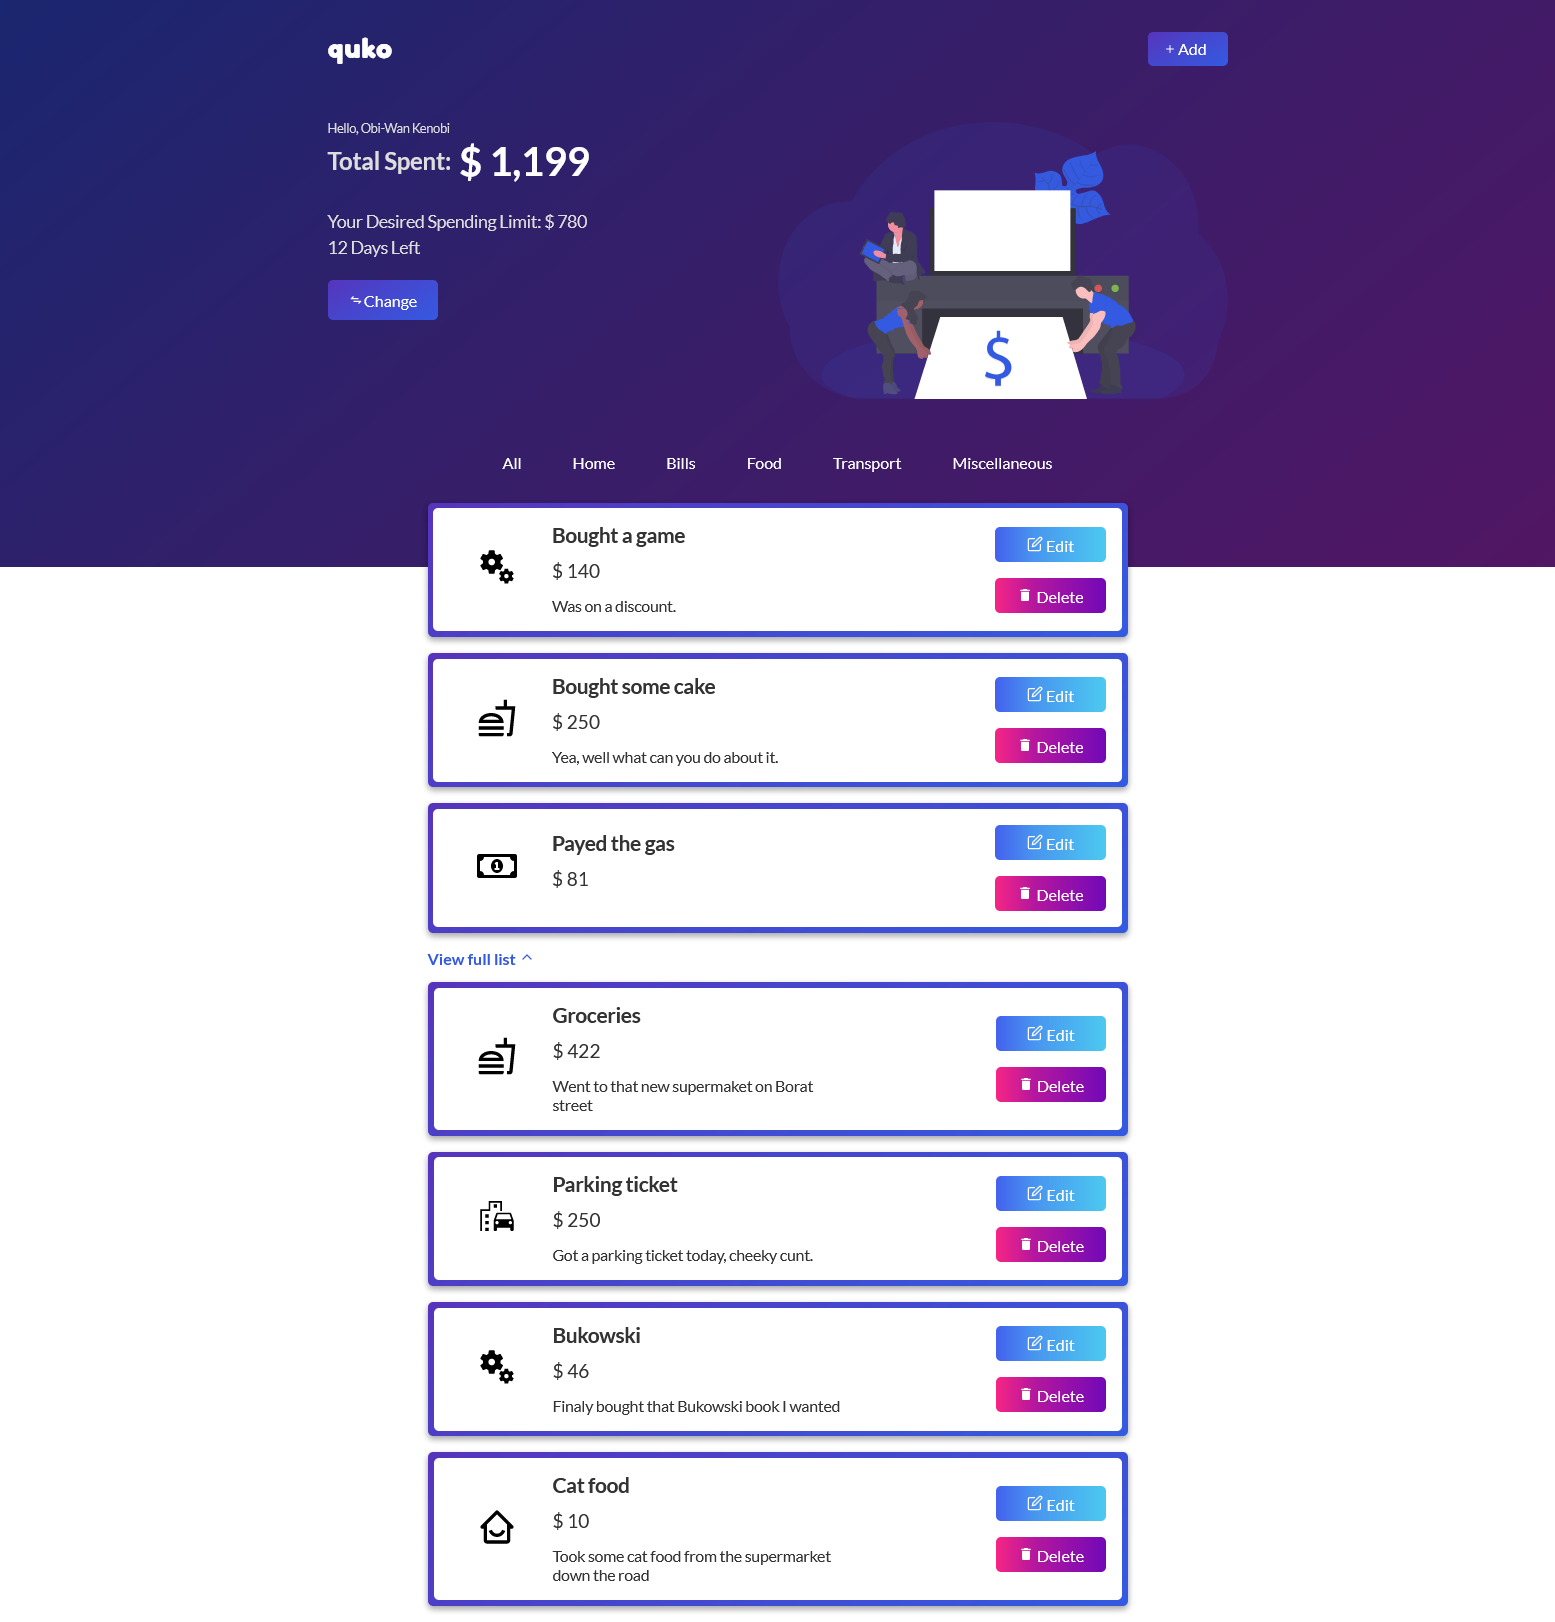 quko
+ Add
Hello, Obi-Wan Kenobi
Total Spent: $ 1,199
Your Desired Spending Limit: $ 780
12 Days Left
Change
$
All Home Bills Food Transport Miscellaneous
Bought a game
$ 140
Was on a discount.
Edit
Delete
Bought some cake
$ 250
Yea, well what can you do about it.
Edit
Delete
1
Payed the gas
$ 81
Edit
Delete
View full list
Groceries
$ 422
Went to that new supermaket on Borat
street
Edit
Delete
Parking ticket
$ 250
Got a parking ticket today, cheeky cunt.
Edit
Delete
Bukowski
$ 46
Finaly bought that Bukowski book I wanted
Edit
Delete
Cat food
$ 10
Took some cat food from the supermarket
down the road
Edit
Delete